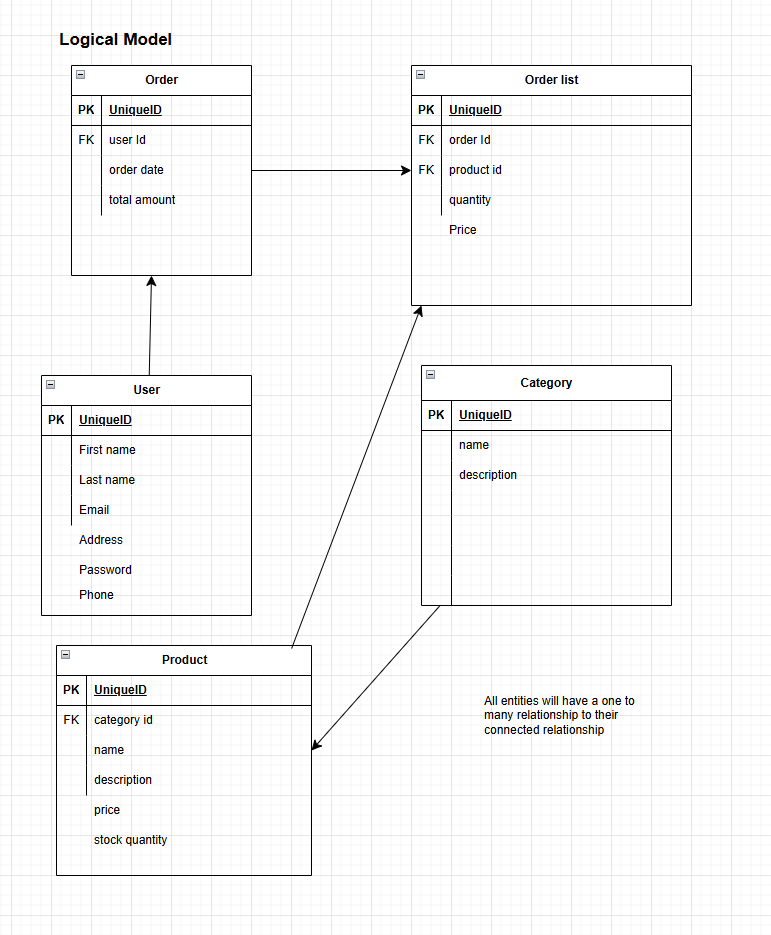 Logical Model
Order
PK UniqueID
FK user Id
order date
total amount
Order list
PK UniqueID
FK order Id
FK product id
quantity
Price
User
PK UniqueID
First name
Last name
Email
Address
Password
Phone
Category
PK UniqueID
name
description
Product
PK UniqueID
FK category id
name
description
price
stock quantity
All entities will have a one to
many relationship to their
connected relationship